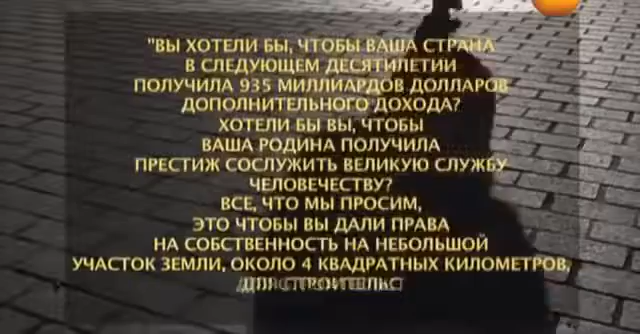 "ВЫ ХОТЕЛИ БЫ, ЧТОБЫ ВАША СТРАНА
В СЛЕДУЮЩЕМ ДЕСЯТИЛЕТИИ
ПОЛУЧИЛА 935 МИЛЛИАРДОВ ДОЛЛАРОВ
ДОПОЛНИТЕЛЬНОГО ДОХОДА?
ХОТЕЛИ БЫ ВЫ, ЧТОБЫ
ВАША РОДИНА ПОЛУЧИЛА
ПРЕСТИЖ СОСЛУЖИТЬ ВЕЛИКУЮ СЛУЖБУ
ЧЕЛОВЕЧЕСТВУ?
ВСЕ, ЧТО МЫ ПРОСИМ,
ЭТО ЧТОБЫ ВЫ ДАЛИ ПРАВА
НА СОБСТВЕННОСТЬ НА НЕБОЛЬШОЙ
УЧАСТОК ЗЕМЛИ, ОКОЛО 4 КВАДРАТНЫХ КИЛОМЕТРОВ,